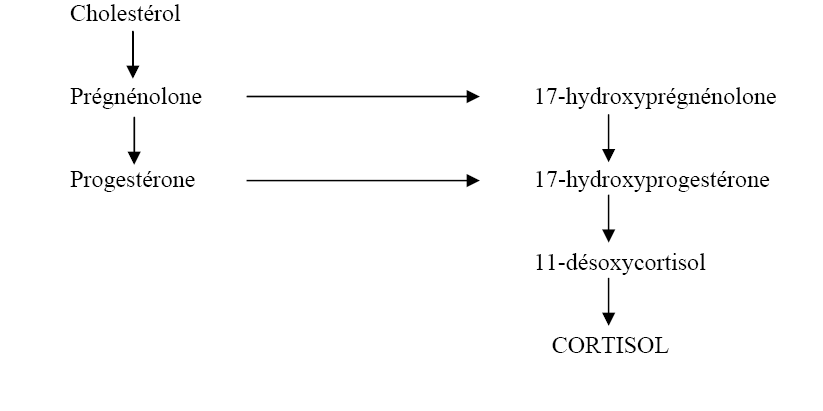 Cholestérol
Prégnénolone 17-hydroxyprégnénolone
Progestérone 17-hydroxyprogestérone
11-désoxycortisol
CORTISOL